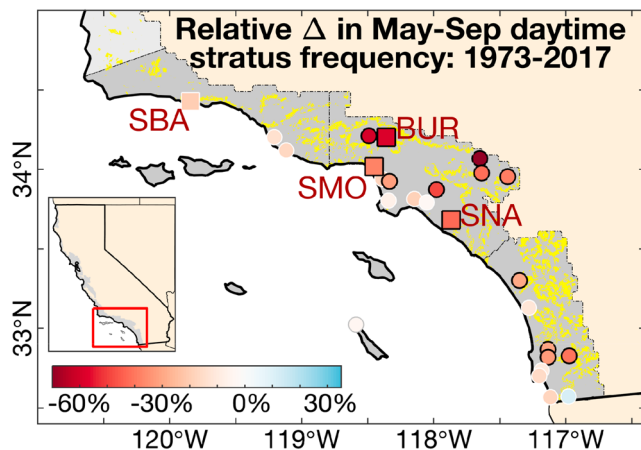 Relative Δ in May-Sep daytime
stratus frequency: 1973-2017
SBA
BUR
34°N
SMO
SNA
33°N
-60% -30% 0% 30%
120°W 119°W 118°W 117°W